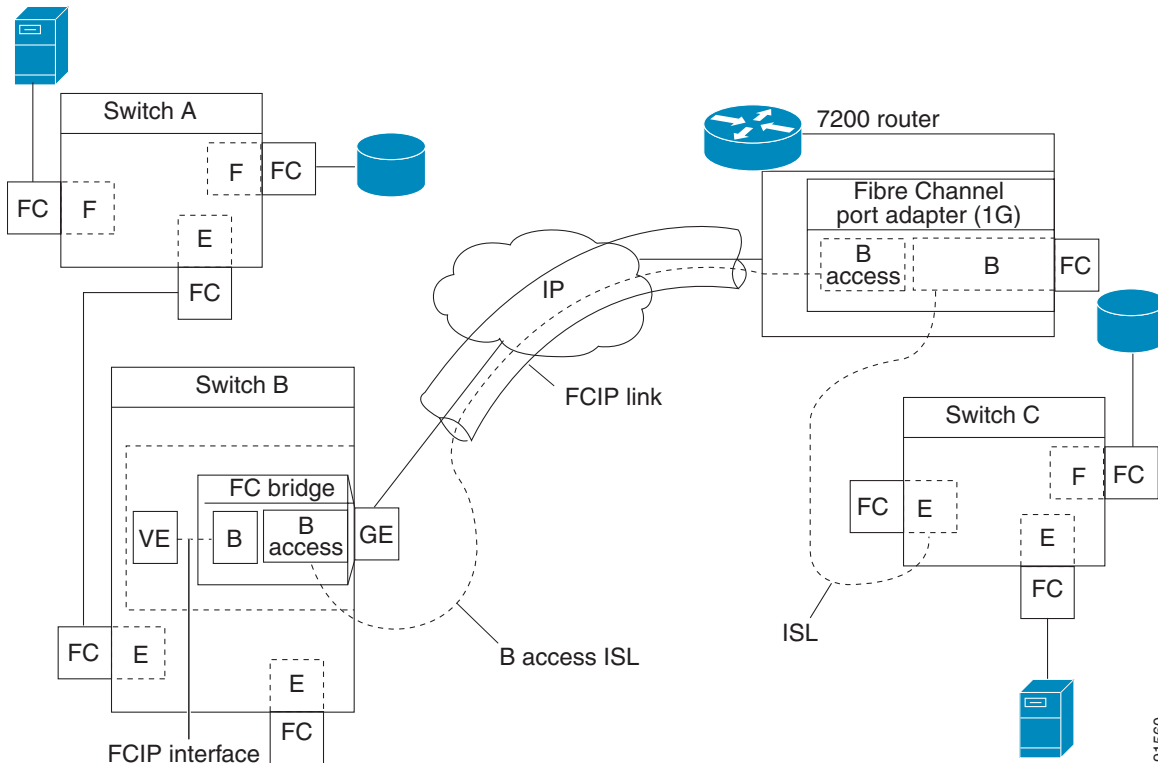 Switch A
7200 router
F
FC
FC
F
Fibre Channel
port adapter (1G)
E
FC
B
access
B
FC
IP
Switch B
FCIP link
Switch C
FC bridge
F
FC
FC
E
VE
B
B
access
GE
E
FC
ISL
FC
E
B access ISL
E
FC
FCIP interface